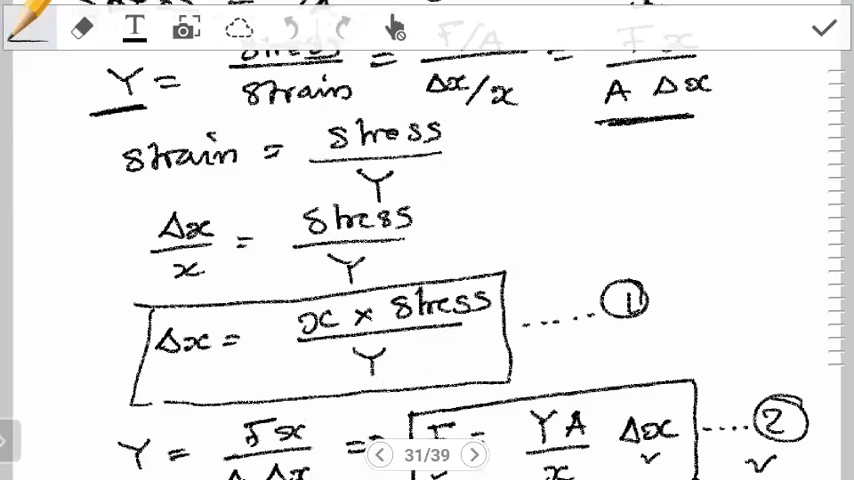 T
Y = stress / strain = F/A / Δx/x = Fx / A Δx
strain = stress / Y
Δx / x = stress / Y
Δx = x × stress / Y ...... ①
Y = Fx / A Δx ⇒ F = YA / x Δx .... ②
31/39